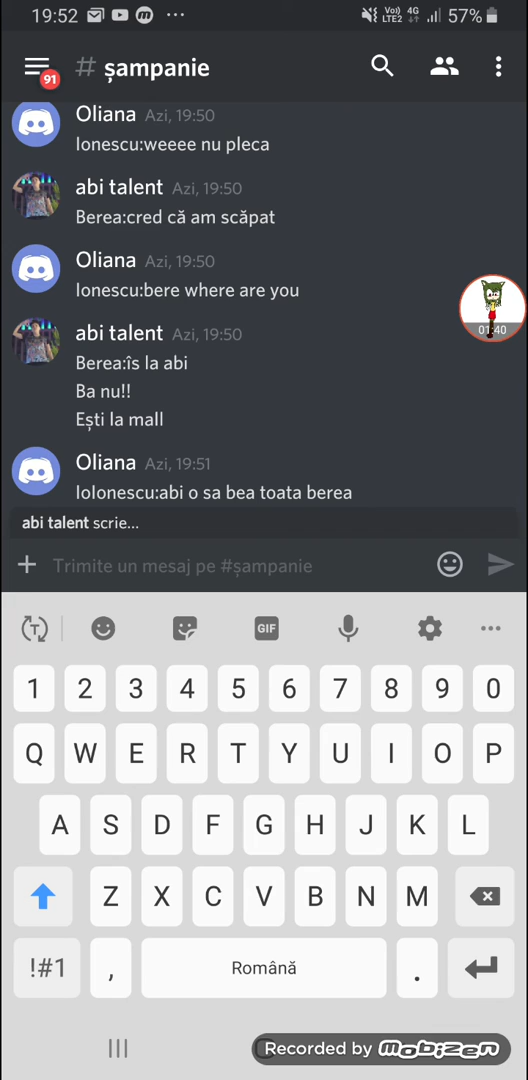 19:52
Vo)) 4G
LTE2
57%
91
# șampanie
Oliana Azi, 19:50
Ionescu:weeee nu pleca
abi talent Azi, 19:50
Berea:cred că am scăpat
Oliana Azi, 19:50
Ionescu:bere where are you
abi talent Azi, 19:50
Berea:îs la abi
Ba nu!!
Ești la mall
01:40
Oliana Azi, 19:51
IoIonescu:abi o sa bea toata berea
abi talent scrie...
Trimite un mesaj pe #șampanie
T
GIF
1 2 3 4 5 6 7 8 9 0
Q W E R T Y U I O P
A S D F G H J K L
Z X C V B N M
!#1 , Română .
Recorded by mobizen